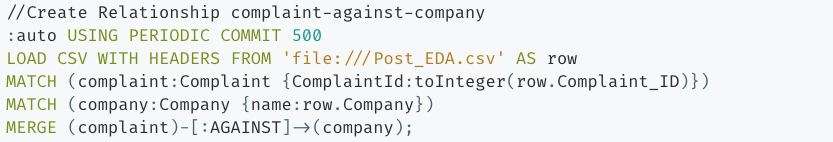 //Create Relationship complaint-against-company
:auto USING PERIODIC COMMIT 500
LOAD CSV WITH HEADERS FROM 'file:///Post_EDA.csv' AS row
MATCH (complaint:Complaint {ComplaintId:toInteger(row.Complaint_ID)})
MATCH (company:Company {name:row.Company})
MERGE (complaint)-[:AGAINST]->(company);